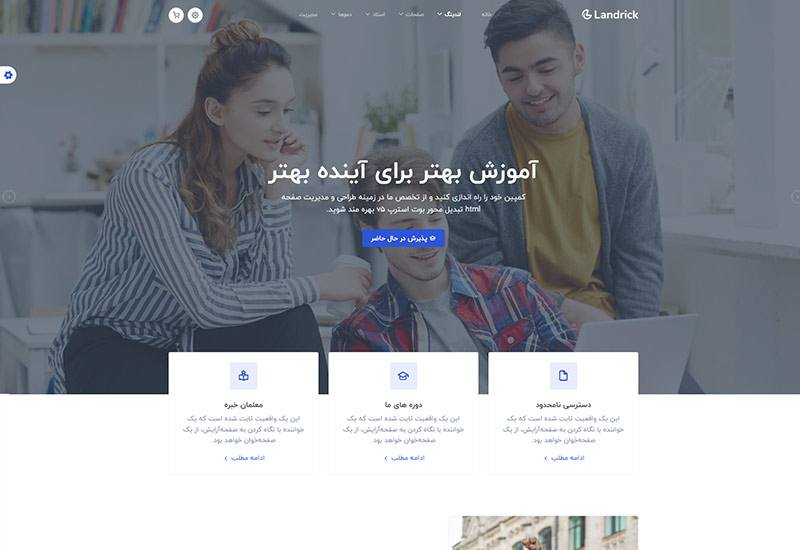 Landrick
خانه
لندینگ
صفحات
اسناد
دموها
مدیریت
آموزش بهتر برای آینده بهتر
کمپین خود را راه اندازی کنید و از تخصص ما در زمینه طراحی و مدیریت صفحه
html تبدیل محور بوت استرپ v5 بهره مند شوید.
پذیرش در حال حاضر
دسترسی نامحدود
این یک واقعیت ثابت شده است که یک
خواننده با نگاه کردن به صفحه‌آرایش، از یک
صفحه‌خوان خواهد بود.
ادامه مطلب
دوره های ما
این یک واقعیت ثابت شده است که یک
خواننده با نگاه کردن به صفحه‌آرایش، از یک
صفحه‌خوان خواهد بود.
ادامه مطلب
معلمان خبره
این یک واقعیت ثابت شده است که یک
خواننده با نگاه کردن به صفحه‌آرایش، از یک
صفحه‌خوان خواهد بود.
ادامه مطلب